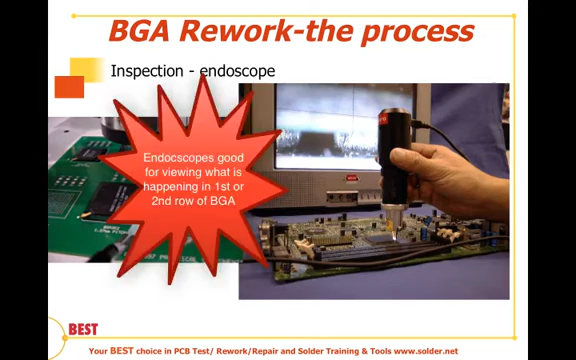 BGA Rework-the process
Inspection - endoscope
Endocscopes good
for viewing what is
happening in 1st or
2nd row of BGA
BEST
Your BEST choice in PCB Test/ Rework/Repair and Solder Training & Tools www.solder.net